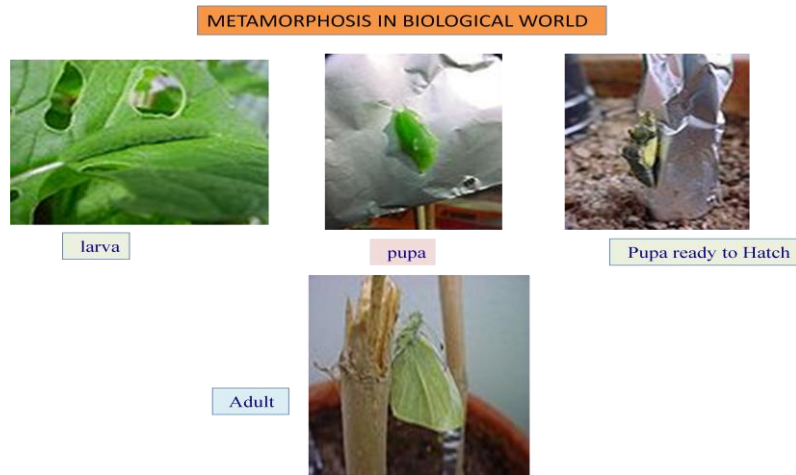 METAMORPHOSIS IN BIOLOGICAL WORLD
larva
pupa
Pupa ready to Hatch
Adult